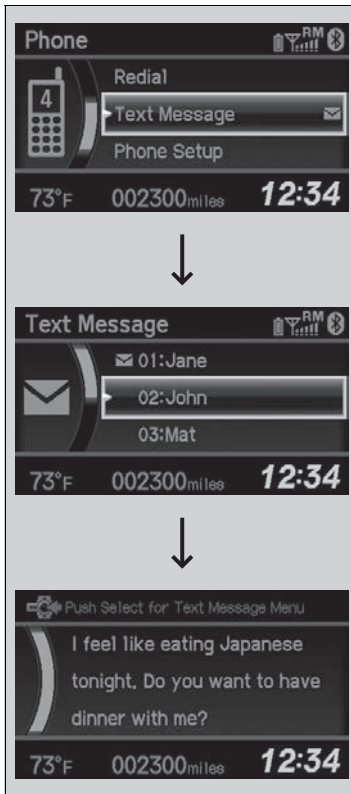 Phone
RM
4
Redial
Text Message
Phone Setup
73°F 002300miles 12:34
Text Message
RM
01:Jane
02:John
03:Mat
73°F 002300miles 12:34
Push Select for Text Message Menu
I feel like eating Japanese
tonight. Do you want to have
dinner with me?
73°F 002300miles 12:34